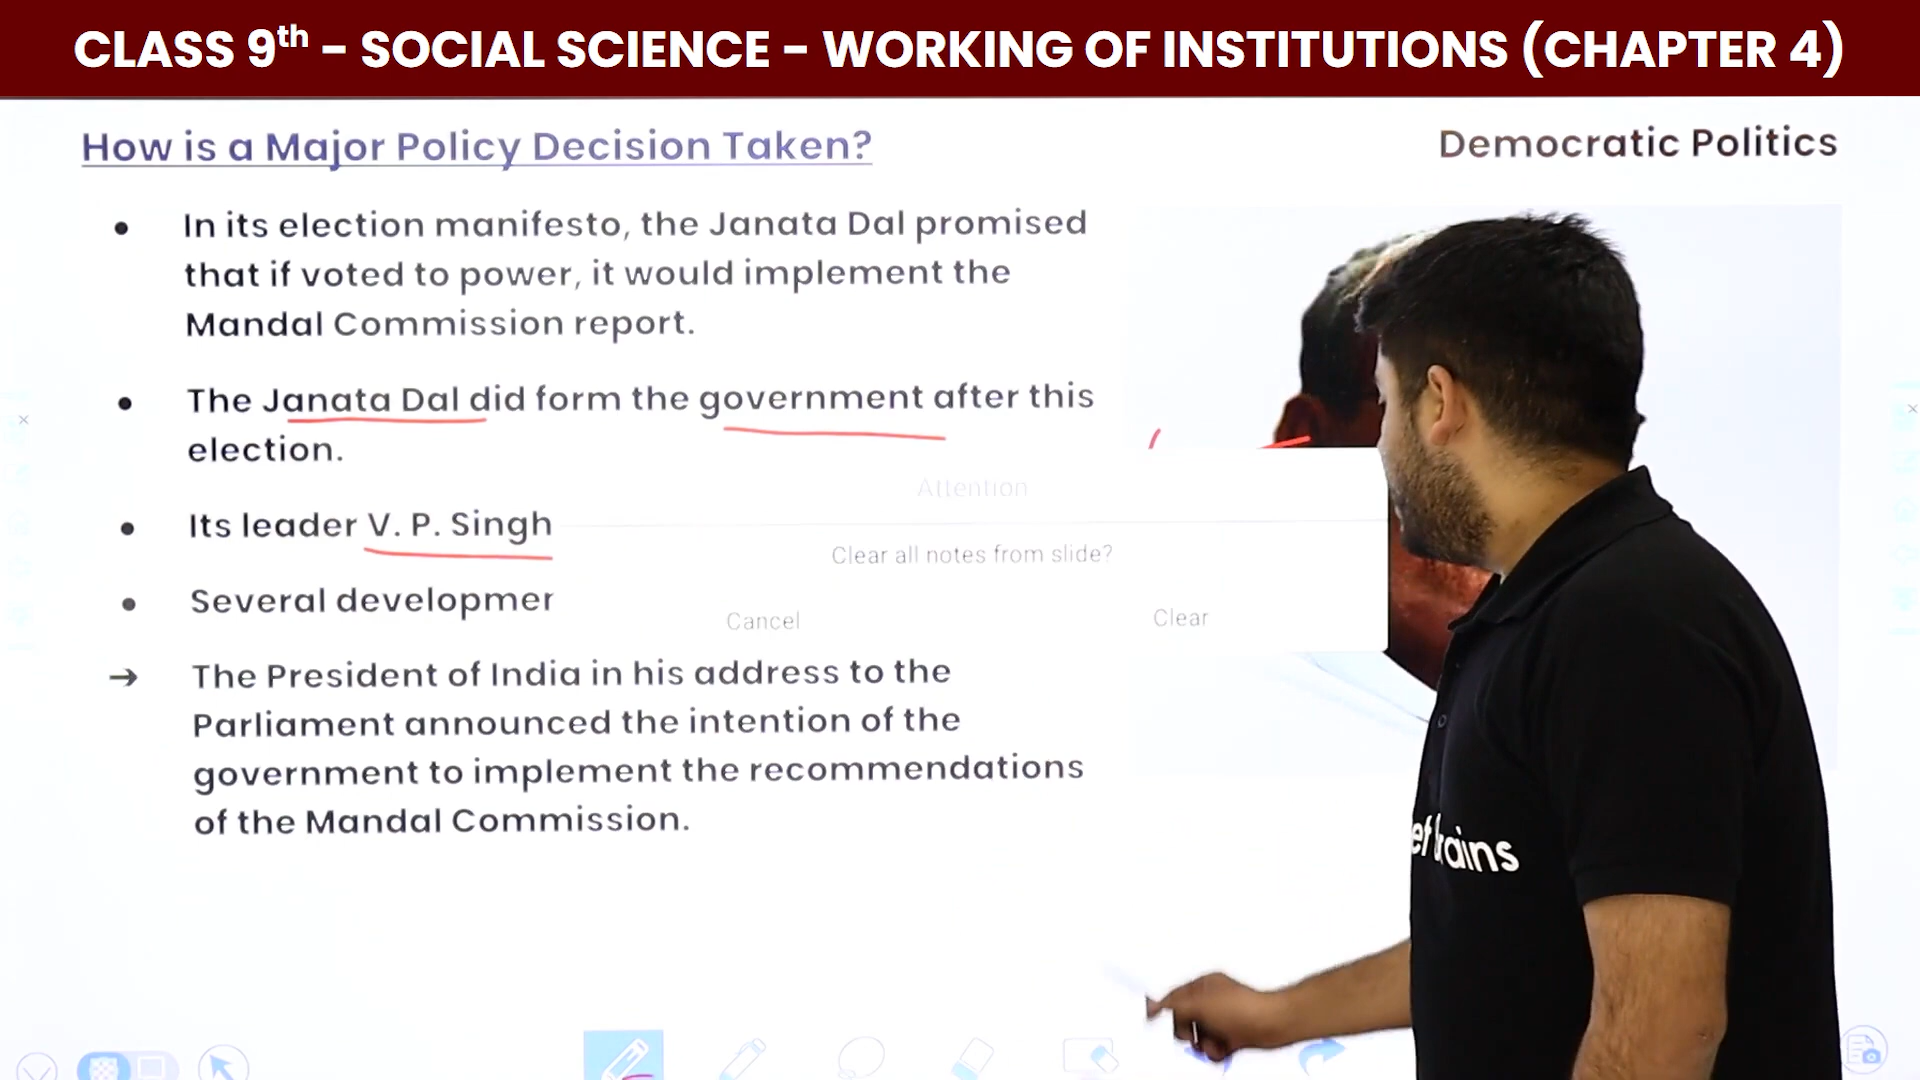 CLASS 9th – SOCIAL SCIENCE – WORKING OF INSTITUTIONS (CHAPTER 4)
How is a Major Policy Decision Taken?
Democratic Politics
• In its election manifesto, the Janata Dal promised
that if voted to power, it would implement the
Mandal Commission report.
• The Janata Dal did form the government after this
election.
Attention
• Its leader V. P. Singh
Clear all notes from slide?
• Several
Cancel
Clear
→ The President of India in his address to the
Parliament announced the intention of the
government to implement the recommendations
of the Mandal Commission.